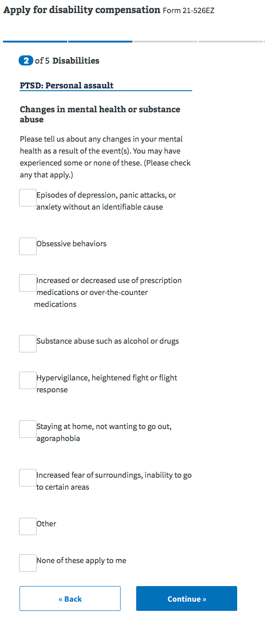 Apply for disability compensation Form 21-526EZ
2 of 5 Disabilities
PTSD: Personal assault
Changes in mental health or substance
abuse
Please tell us about any changes in your mental
health as a result of the event(s). You may have
experienced some or none of these. (Please check
any that apply.)
Episodes of depression, panic attacks, or
anxiety without an identifiable cause
Obsessive behaviors
Increased or decreased use of prescription
medications or over-the-counter
medications
Substance abuse such as alcohol or drugs
Hypervigilance, heightened fight or flight
response
Staying at home, not wanting to go out,
agoraphobia
Increased fear of surroundings, inability to go
to certain areas
Other
None of these apply to me
« Back
Continue »